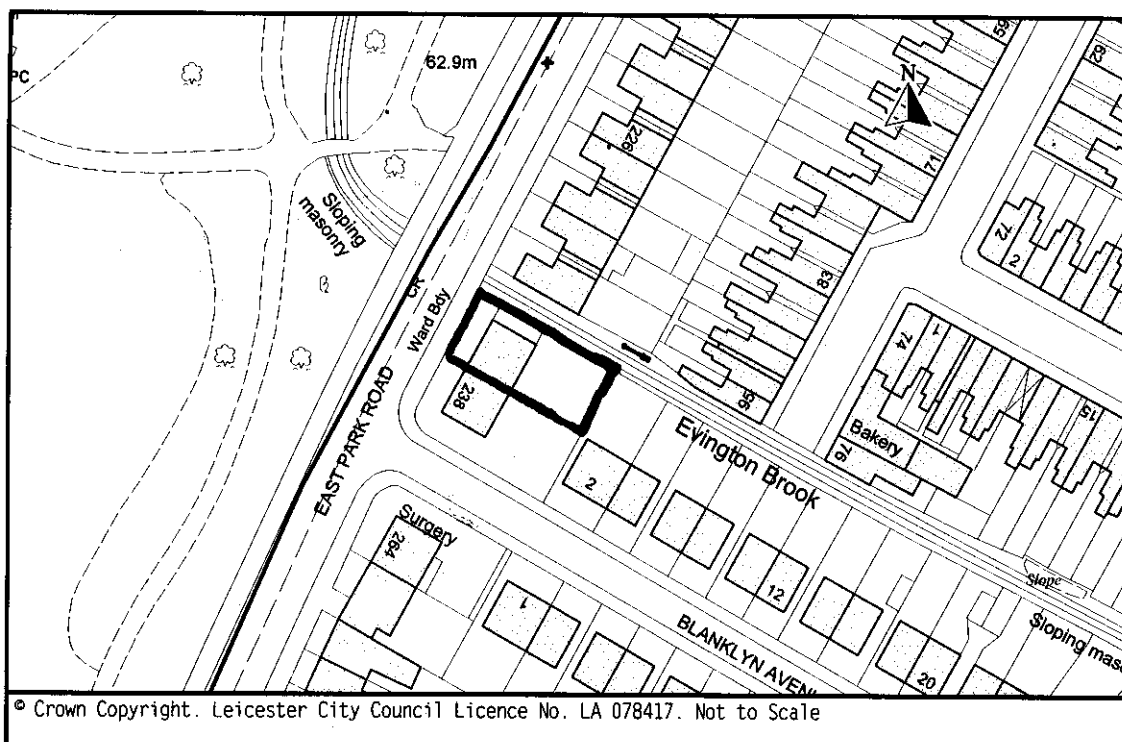 PC
62.9m
N
59
62
226
71
72
2
Sloping
masonry
CR
Ward Bdy
83
74
1
15
EAST PARK ROAD
238
95
Evington Brook
Bakery
76
2
Surgery
264
Slope
12
1
BLANKLYN AVENU
Sloping mas
20
© Crown Copyright. Leicester City Council Licence No. LA 078417. Not to Scale